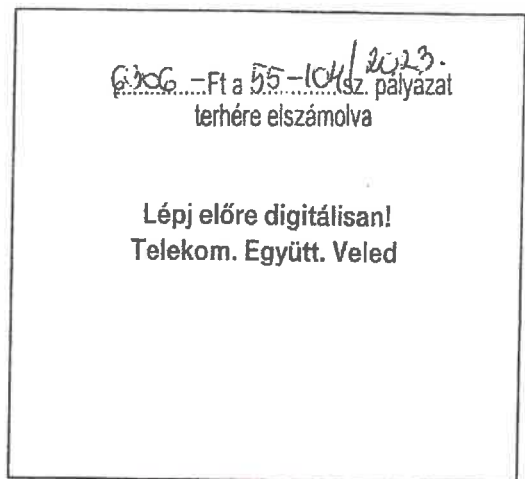 6306 -Ft a 55-104/2023. sz. pályázat
terhére elszámolva
Lépj előre digitálisan!
Telekom. Együtt. Veled